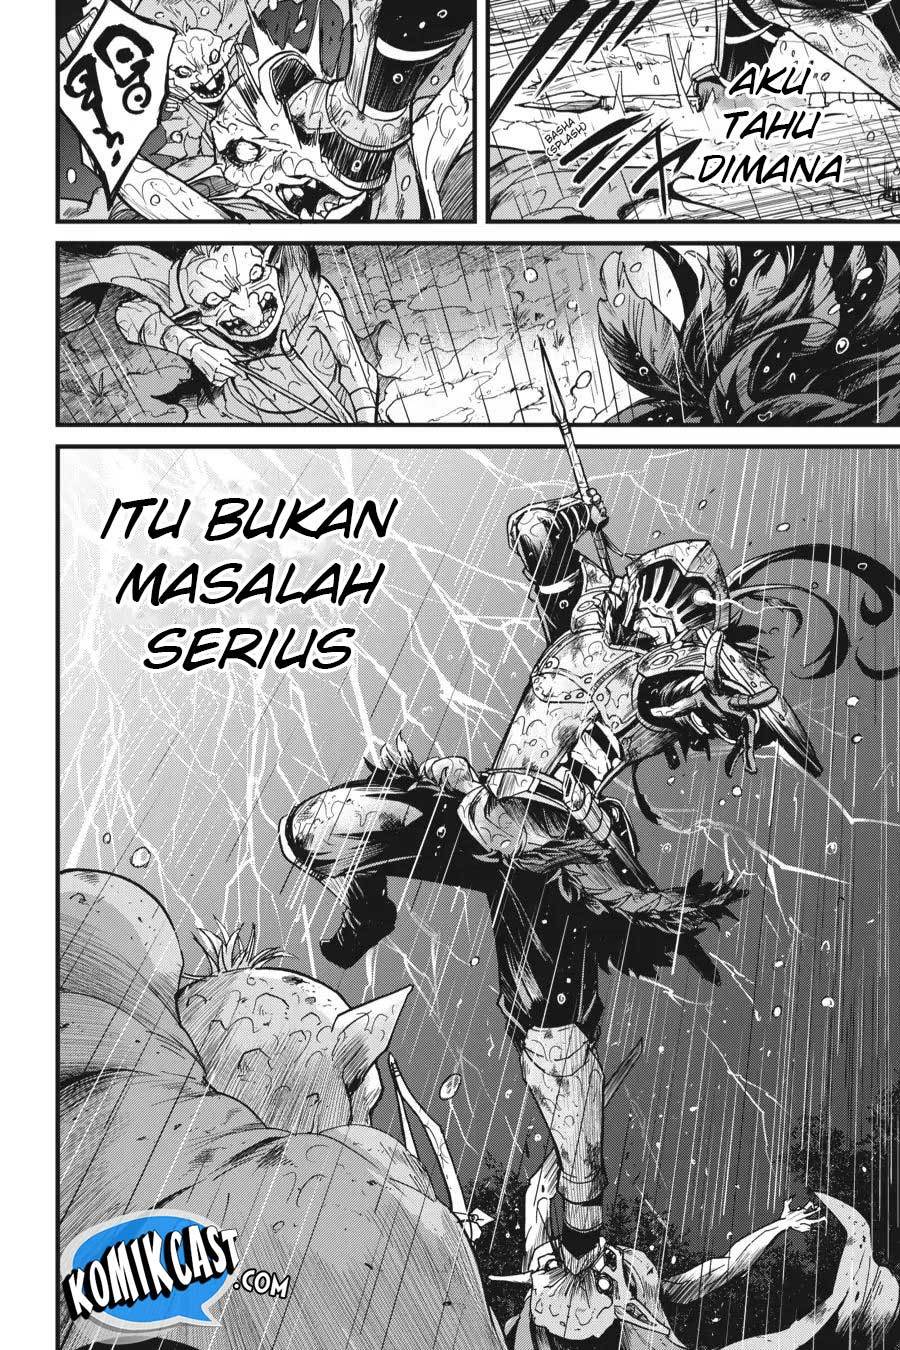 AKU
TAHU
DIMANA
BASHA
(SPLASH)
ITU BUKAN
MASALAH
SERIUS
KOMIKCAST
.COM